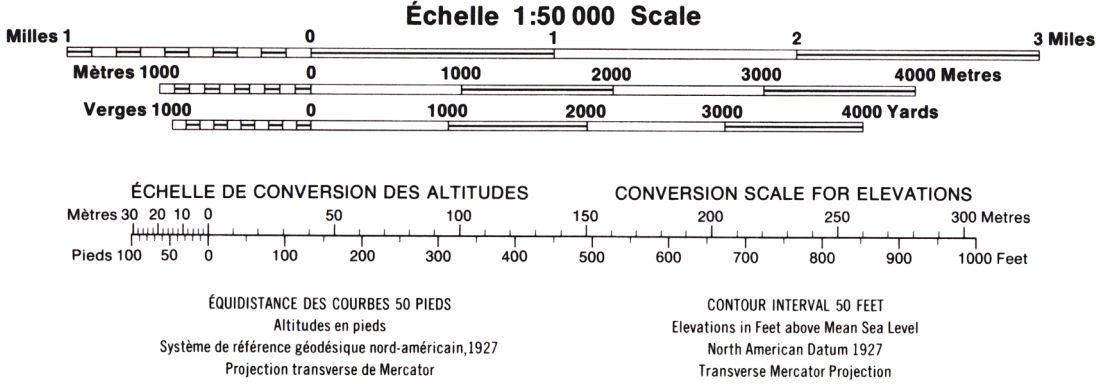 Échelle 1:50 000 Scale
Milles 1 0 1 2 3 Miles
Mètres 1000 0 1000 2000 3000 4000 Metres
Verges 1000 0 1000 2000 3000 4000 Yards
ÉCHELLE DE CONVERSION DES ALTITUDES CONVERSION SCALE FOR ELEVATIONS
Mètres 30 20 10 0 50 100 150 200 250 300 Metres
Pieds 100 50 0 100 200 300 400 500 600 700 800 900 1000 Feet
ÉQUIDISTANCE DES COURBES 50 PIEDS
Altitudes en pieds
Système de référence géodésique nord-américain,1927
Projection transverse de Mercator
CONTOUR INTERVAL 50 FEET
Elevations in Feet above Mean Sea Level
North American Datum 1927
Transverse Mercator Projection